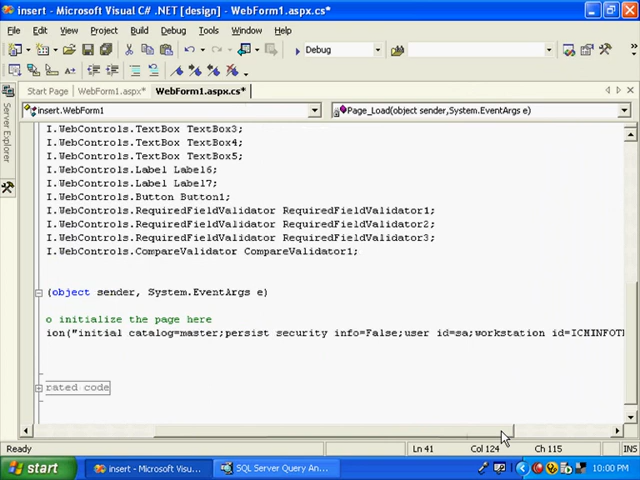 insert - Microsoft Visual C# .NET [design] - WebForm1.aspx.cs*
File Edit View Project Build Debug Tools Window Help
Debug
Start Page WebForm1.aspx* WebForm1.aspx.cs*
insert.WebForm1 Page_Load(object sender,System.EventArgs e)
Server Explorer
I.WebControls.TextBox TextBox3;
I.WebControls.TextBox TextBox4;
I.WebControls.TextBox TextBox5;
I.WebControls.Label Label6;
I.WebControls.Label Label7;
I.WebControls.Button Button1;
I.WebControls.RequiredFieldValidator RequiredFieldValidator1;
I.WebControls.RequiredFieldValidator RequiredFieldValidator2;
I.WebControls.RequiredFieldValidator RequiredFieldValidator3;
I.WebControls.CompareValidator CompareValidator1;
(object sender, System.EventArgs e)
o initialize the page here
ion("initial catalog=master;persist security info=False;user id=sa;workstation id=ICMINFOTE
rated code
Ready Ln 41 Col 124 Ch 115 INS
start insert - Microsoft Visu... SQL Server Query An... 10:00 PM